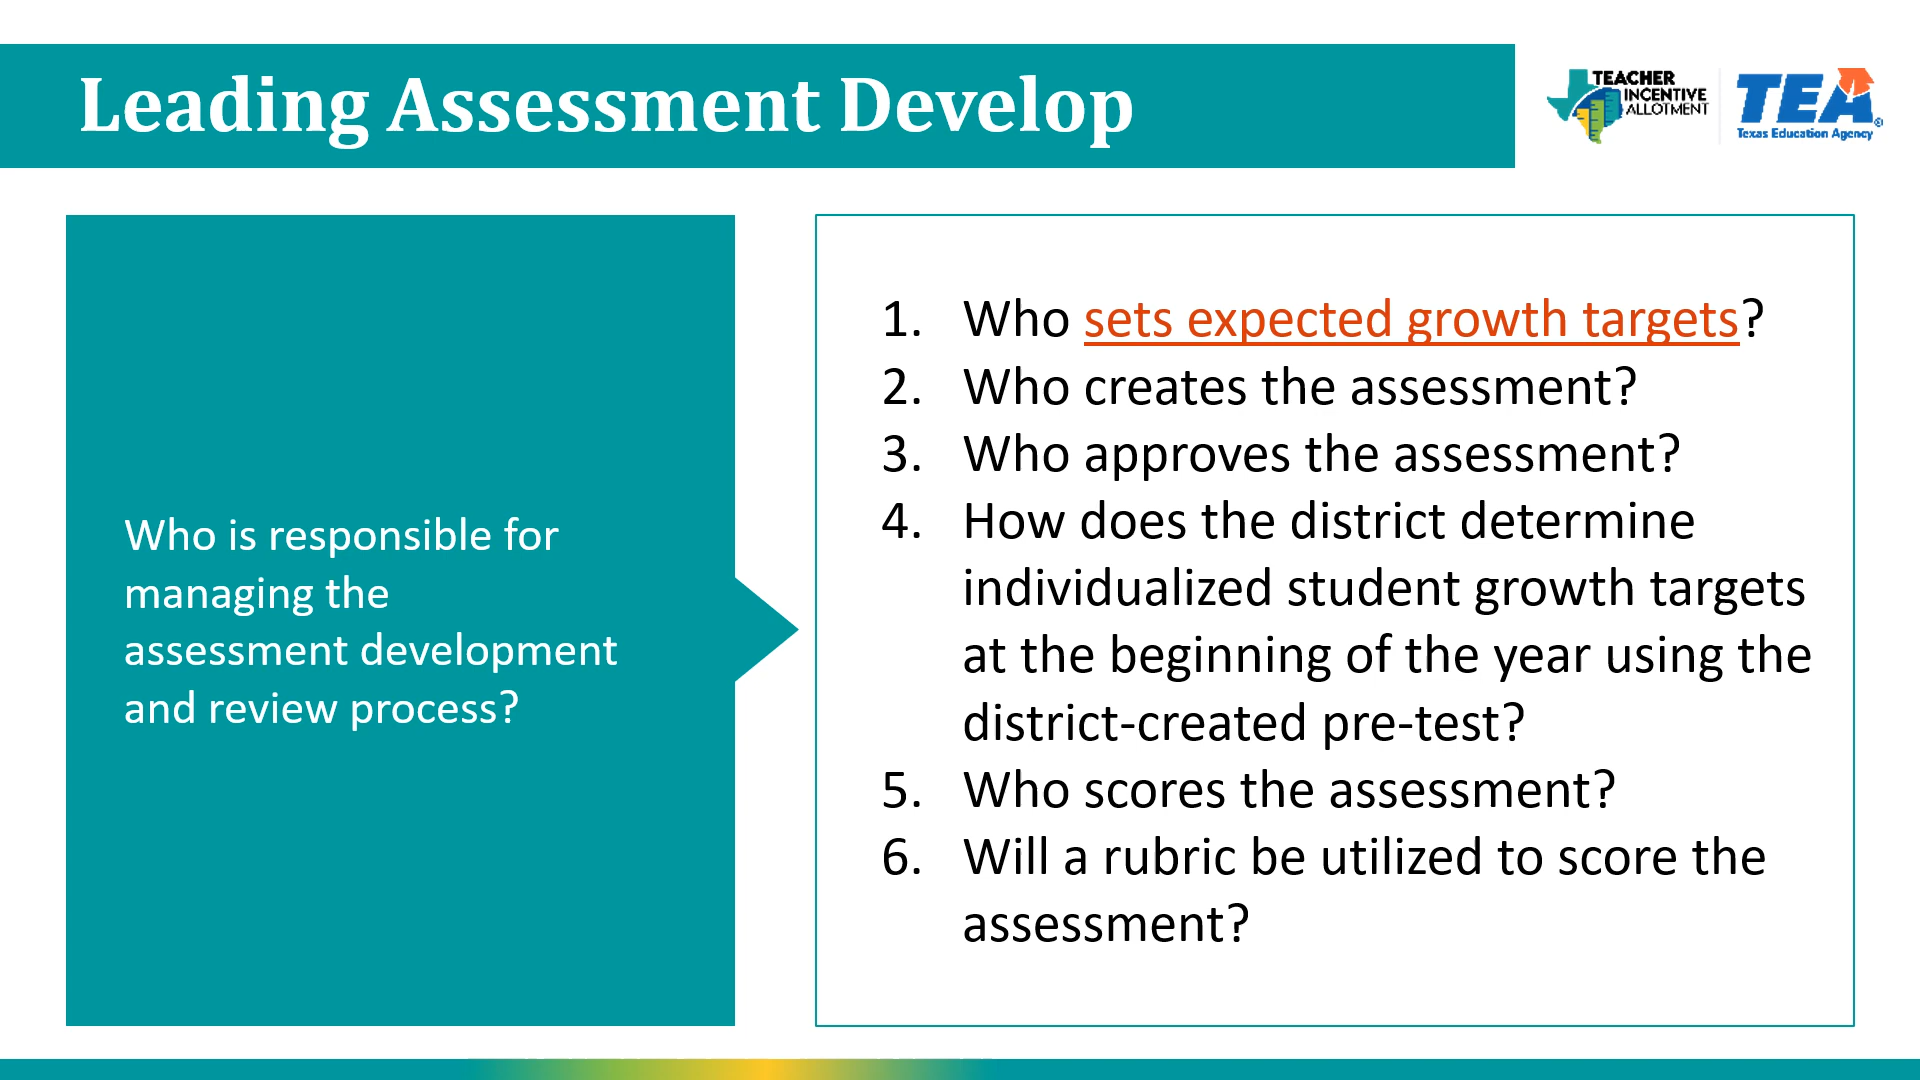 Leading Assessment Develop
TEACHER
INCENTIVE
ALLOTMENT
TEA®
Texas Education Agency
Who is responsible for
managing the
assessment development
and review process?
1. Who sets expected growth targets?
2. Who creates the assessment?
3. Who approves the assessment?
4. How does the district determine
individualized student growth targets
at the beginning of the year using the
district-created pre-test?
5. Who scores the assessment?
6. Will a rubric be utilized to score the
assessment?